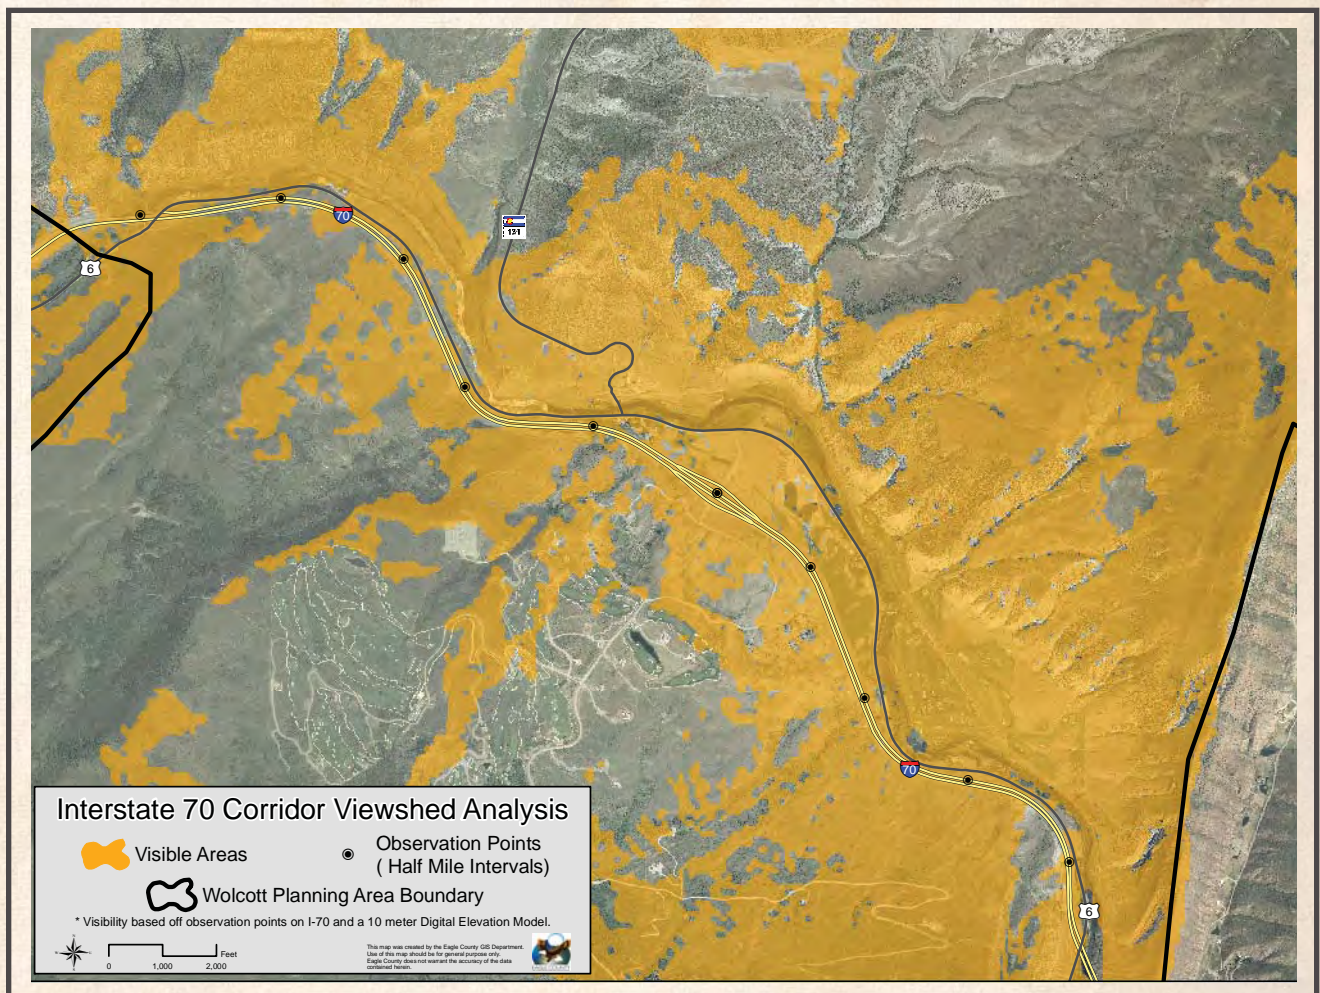 70
131
6
70
6
Interstate 70 Corridor Viewshed Analysis
Visible Areas
Observation Points
( Half Mile Intervals)
Wolcott Planning Area Boundary
* Visibility based off observation points on I-70 and a 10 meter Digital Elevation Model.
Feet
0 1,000 2,000
This map was created by the Eagle County GIS Department.
Use of this map should be for general purpose only.
Eagle County does not warrant the accuracy of the data
contained herein.
EAGLE COUNTY